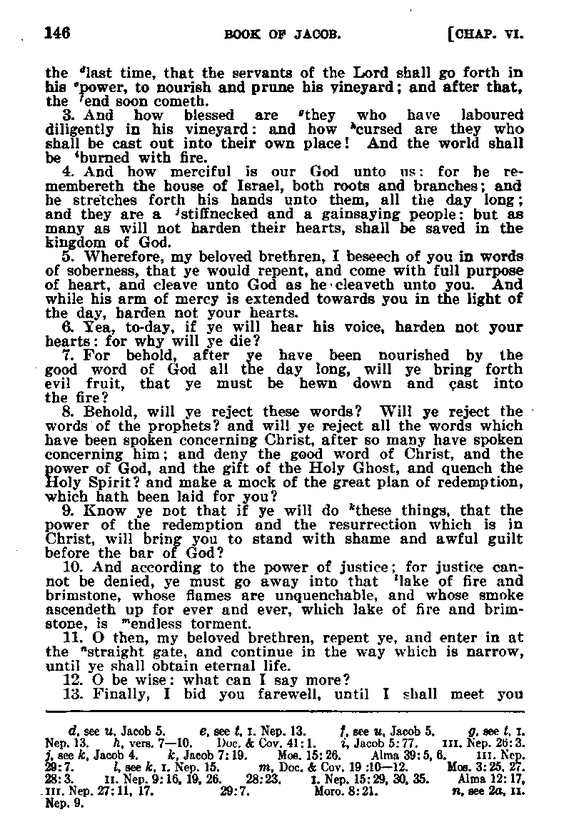 146 BOOK OF JACOB. [CHAP. VI.
the ᵈlast time, that the servants of the Lord shall go forth in
his ᵉpower, to nourish and prune his vineyard; and after that,
the ᶠend soon cometh.
3. And how blessed are ᵍthey who have laboured
diligently in his vineyard: and how ʰcursed are they who
shall be cast out into their own place! And the world shall
be ⁱburned with fire.
4. And how merciful is our God unto us: for he re-
membereth the house of Israel, both roots and branches; and
he stretches forth his hands unto them, all the day long;
and they are a ʲstiffnecked and a gainsaying people: but as
many as will not harden their hearts, shall be saved in the
kingdom of God.
5. Wherefore, my beloved brethren, I beseech of you in words
of soberness, that ye would repent, and come with full purpose
of heart, and cleave unto God as he cleaveth unto you. And
while his arm of mercy is extended towards you in the light of
the day, harden not your hearts.
6. Yea, to-day, if ye will hear his voice, harden not your
hearts: for why will ye die?
7. For behold, after ye have been nourished by the
good word of God all the day long, will ye bring forth
evil fruit, that ye must be hewn down and cast into
the fire?
8. Behold, will ye reject these words? Will ye reject the
words of the prophets? and will ye reject all the words which
have been spoken concerning Christ, after so many have spoken
concerning him; and deny the good word of Christ, and the
power of God, and the gift of the Holy Ghost, and quench the
Holy Spirit? and make a mock of the great plan of redemption,
which hath been laid for you?
9. Know ye not that if ye will do ᵏthese things, that the
power of the redemption and the resurrection which is in
Christ, will bring you to stand with shame and awful guilt
before the bar of God?
10. And according to the power of justice; for justice can-
not be denied, ye must go away into that ˡlake of fire and
brimstone, whose flames are unquenchable, and whose smoke
ascendeth up for ever and ever, which lake of fire and brim-
stone, is ᵐendless torment.
11. O then, my beloved brethren, repent ye, and enter in at
the ⁿstraight gate, and continue in the way which is narrow,
until ye shall obtain eternal life.
12. O be wise: what can I say more?
13. Finally, I bid you farewell, until I shall meet you
d, see u, Jacob 5. e, see t, I. Nep. 13. f, see u, Jacob 5. g, see t, I.
Nep. 13. h, vers. 7—10. Doc. & Cov. 41:1. i, Jacob 5:77. III. Nep. 26:3.
j, see k, Jacob 4. k, Jacob 7:19. Mos. 15:26. Alma 39:5, 6. III. Nep.
29:7. l, see k, I. Nep. 15. m, Doc. & Cov. 19:10—12. Mos. 3:25, 27.
28:3. II. Nep. 9:16, 19, 26. 28:23. I. Nep. 15:29, 30, 35. Alma 12:17,
III. Nep. 27:11, 17. 29:7. Moro. 8:21. n, see 2a, II.
Nep. 9.